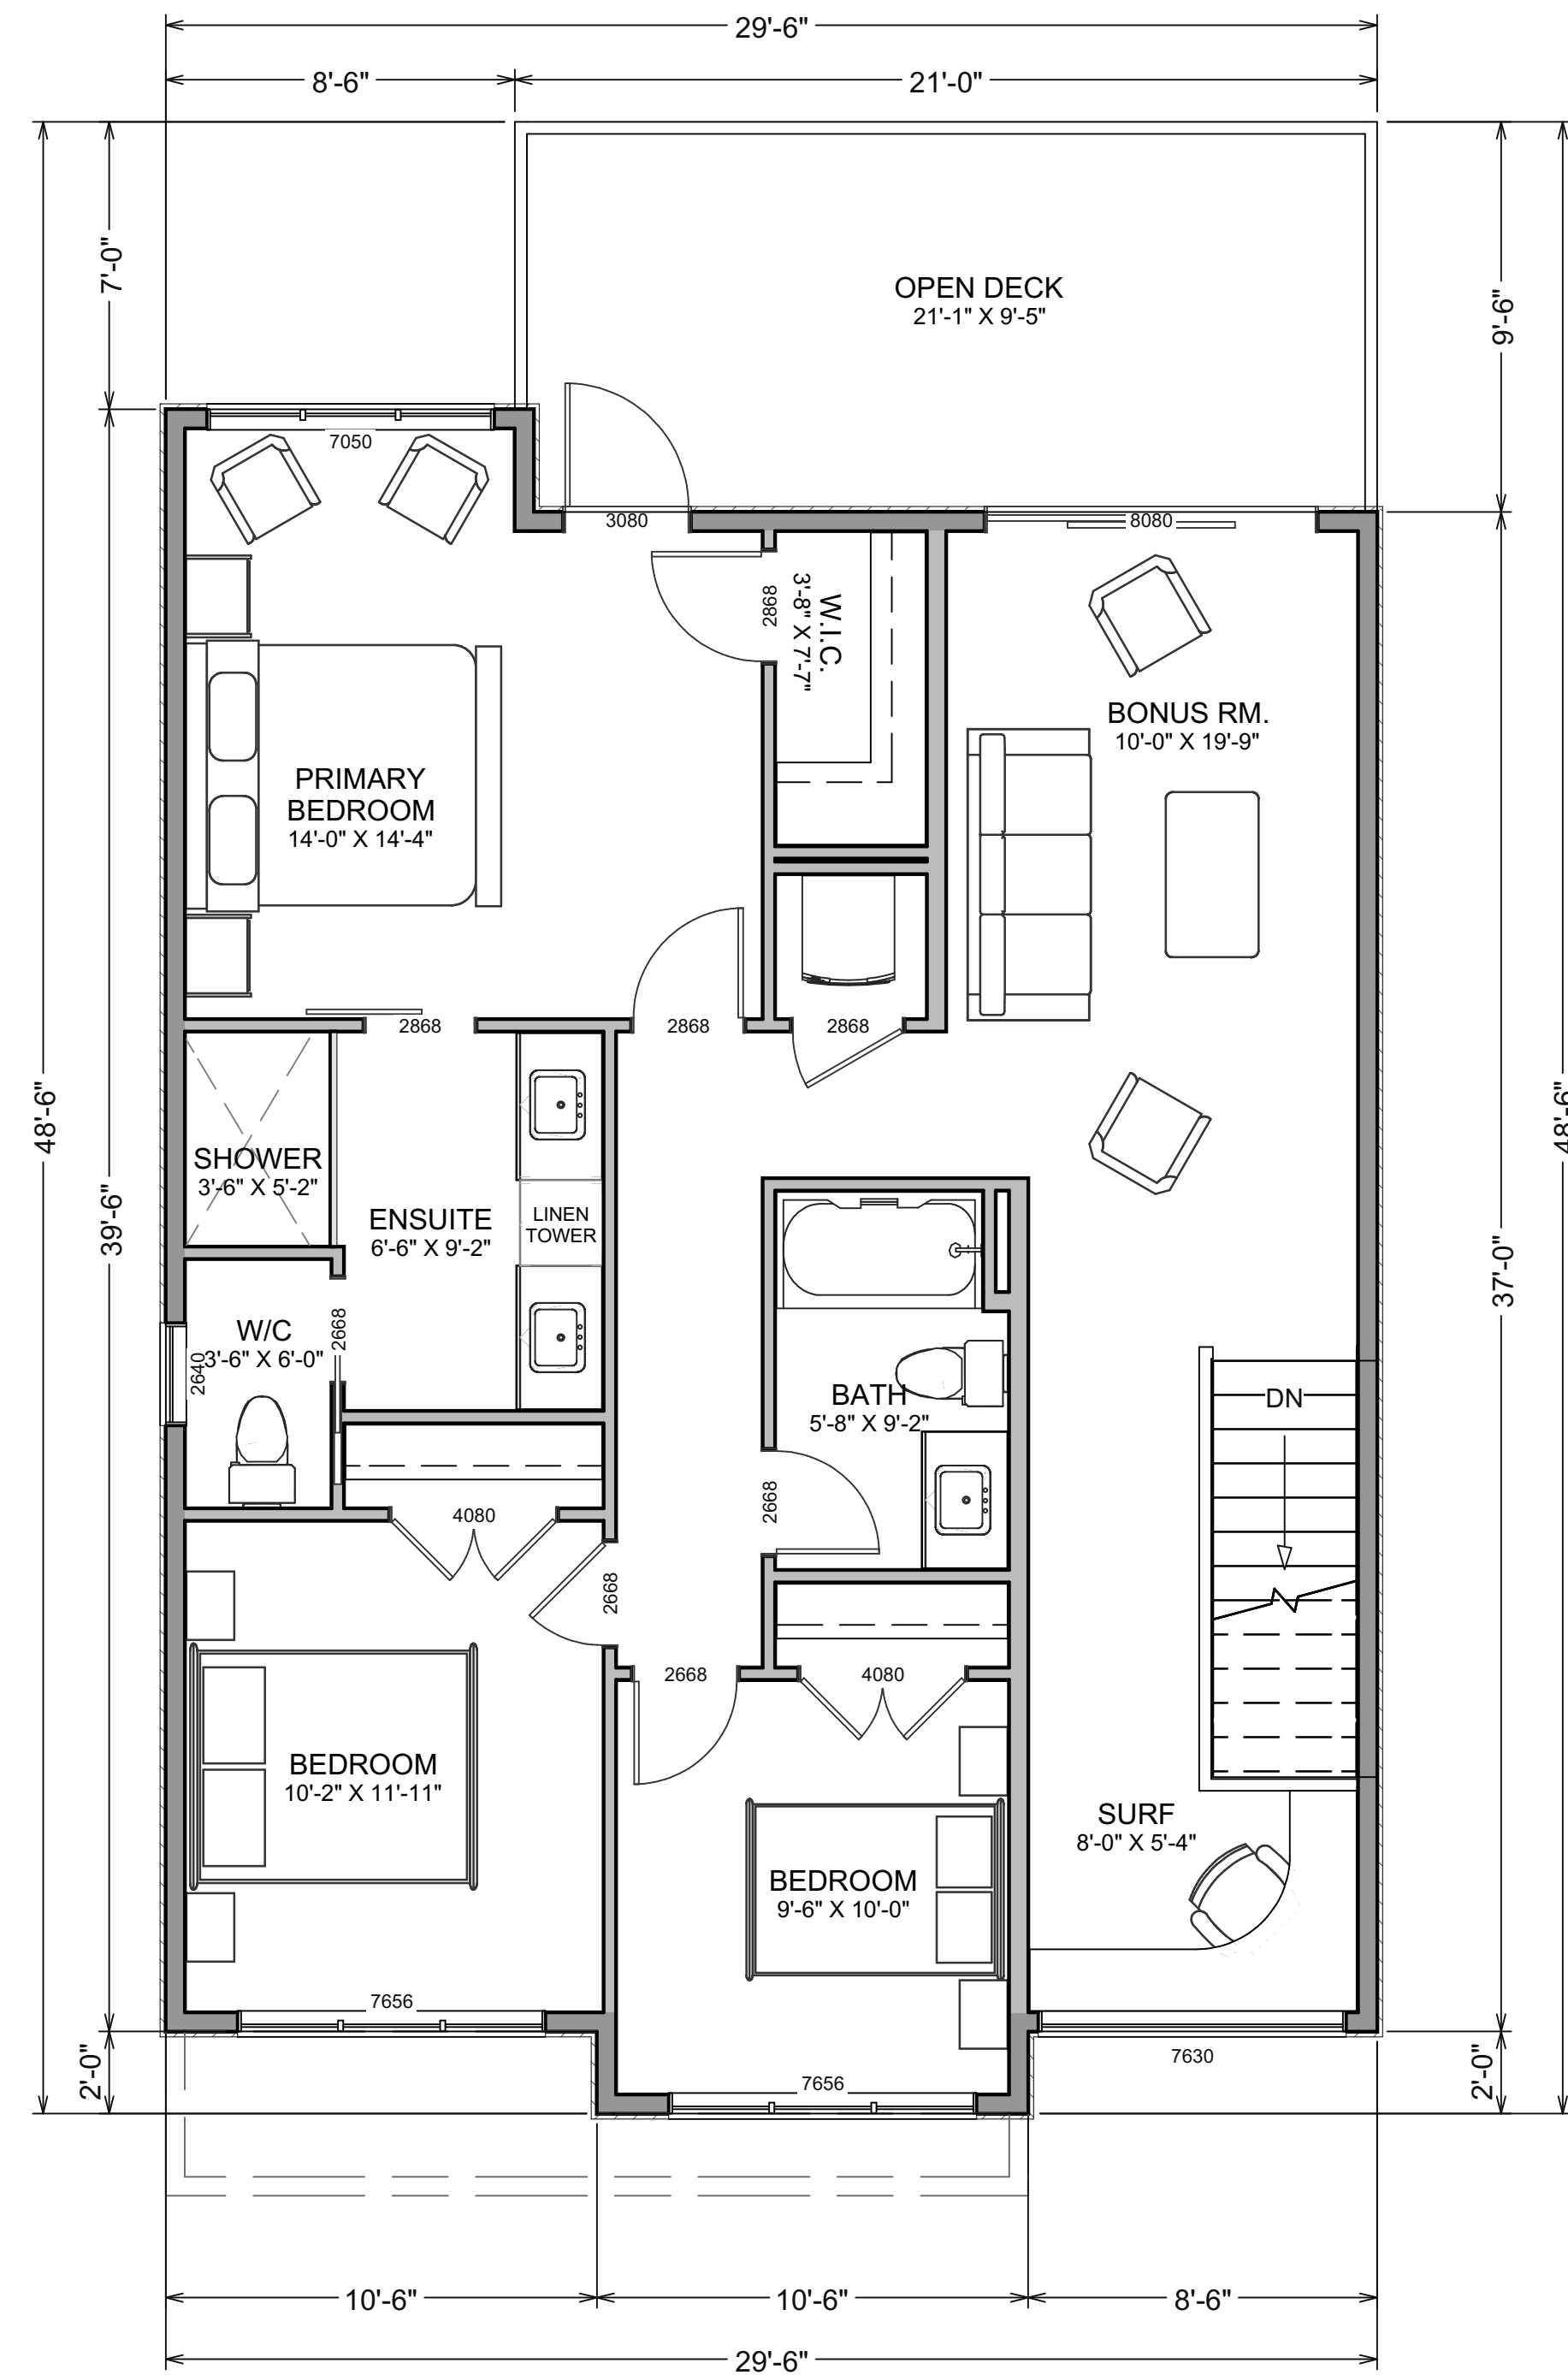 29'-6"
8'-6"
21'-0"
7'-0"
9'-6"
OPEN DECK
21'-1" X 9'-5"
7050
3080
8080
2868
W.I.C.
3'-8" X 7'-7"
BONUS RM.
10'-0" X 19'-9"
PRIMARY
BEDROOM
14'-0" X 14'-4"
2868
2868
2868
48'-6"
39'-6"
48'-6"
37'-0"
SHOWER
3'-6" X 5'-2"
ENSUITE
6'-6" X 9'-2"
LINEN
TOWER
W/C
3'-6" X 6'-0"
2640
2668
BATH
5'-8" X 9'-2"
DN
4080
2668
2668
2668
4080
BEDROOM
10'-2" X 11'-11"
SURF
8'-0" X 5'-4"
BEDROOM
9'-6" X 10'-0"
7656
7630
7656
2'-0"
2'-0"
10'-6"
10'-6"
8'-6"
29'-6"